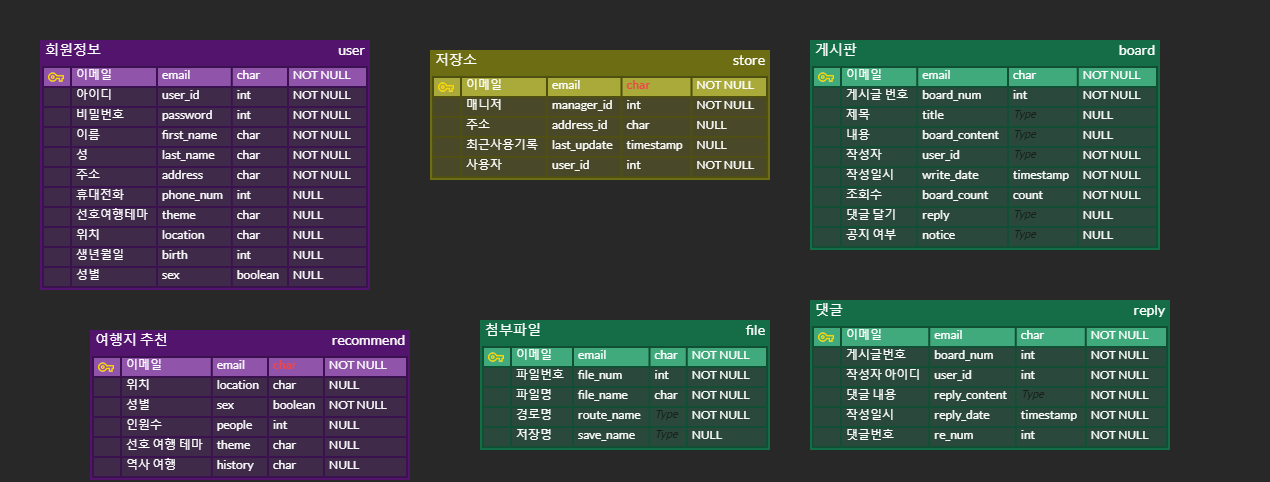 회원정보 user
이메일 email char NOT NULL
아이디 user_id int NOT NULL
비밀번호 password int NOT NULL
이름 first_name char NOT NULL
성 last_name char NOT NULL
주소 address char NOT NULL
휴대전화 phone_num int NULL
선호여행테마 theme char NULL
위치 location char NULL
생년월일 birth int NULL
성별 sex boolean NULL
저장소 store
이메일 email char NOT NULL
매니저 manager_id int NOT NULL
주소 address_id char NULL
최근사용기록 last_update timestamp NULL
사용자 user_id int NOT NULL
게시판 board
이메일 email char NOT NULL
게시글 번호 board_num int NOT NULL
제목 title Type NULL
내용 board_content Type NOT NULL
작성자 user_id Type NOT NULL
작성일시 write_date timestamp NOT NULL
조회수 board_count count NOT NULL
댓글 달기 reply Type NULL
공지 여부 notice Type NULL
여행지 추천 recommend
이메일 email char NOT NULL
위치 location char NULL
성별 sex boolean NOT NULL
인원수 people int NULL
선호 여행 테마 theme char NULL
역사 여행 history char NULL
첨부파일 file
이메일 email char NOT NULL
파일번호 file_num int NOT NULL
파일명 file_name char NOT NULL
경로명 route_name Type NOT NULL
저장명 save_name Type NULL
댓글 reply
이메일 email char NOT NULL
게시글번호 board_num int NOT NULL
작성자 아이디 user_id int NOT NULL
댓글 내용 reply_content Type NOT NULL
작성일시 reply_date timestamp NOT NULL
댓글번호 re_num int NOT NULL